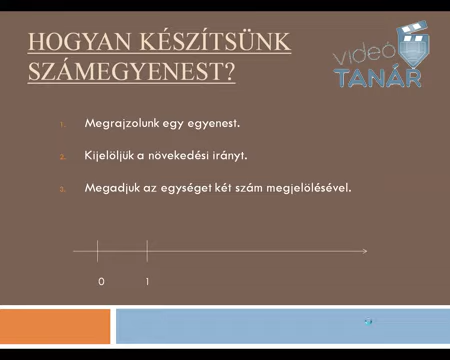 HOGYAN KÉSZÍTSÜNK
SZÁMEGYENEST?
videó
TANÁR
1. Megrajzolunk egy egyenest.
2. Kijelöljük a növekedési irányt.
3. Megadjuk az egységet két szám megjelölésével.
0 1